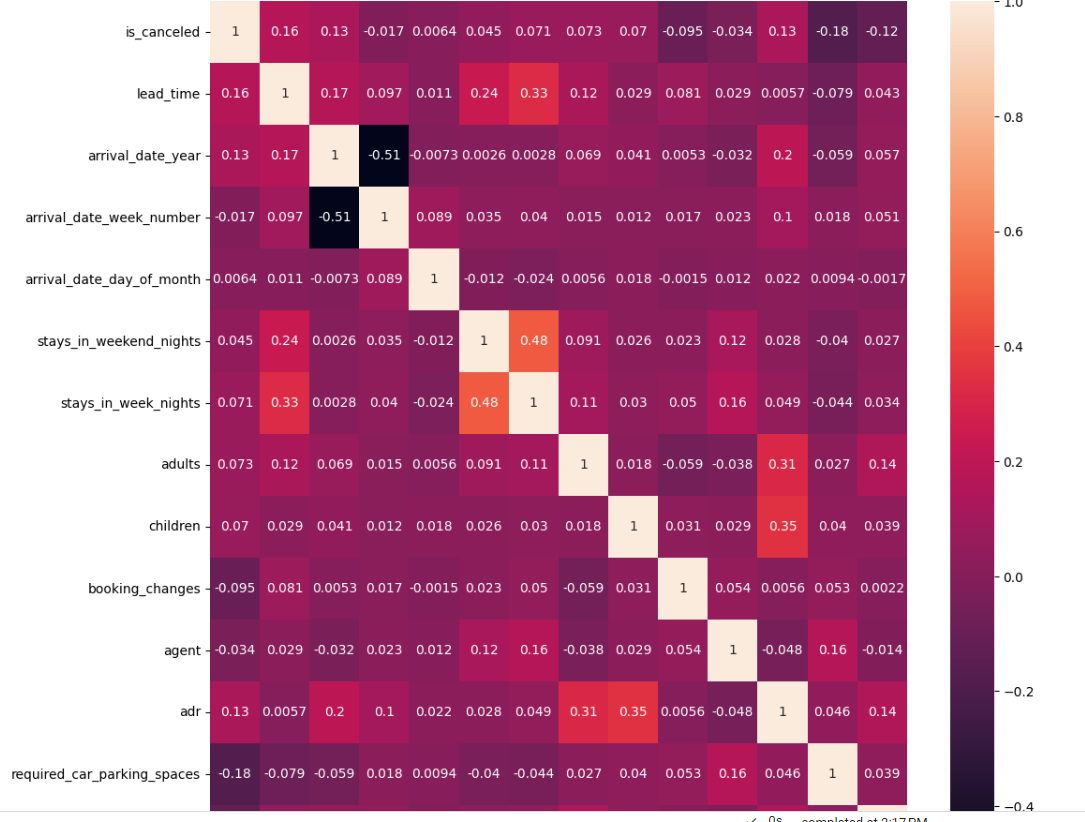 is_canceled 1 0.16 0.13 -0.017 0.0064 0.045 0.071 0.073 0.07 -0.095 -0.034 0.13 -0.18 -0.12 1.0
lead_time 0.16 1 0.17 0.097 0.011 0.24 0.33 0.12 0.029 0.081 0.029 0.0057 -0.079 0.043
0.8
arrival_date_year 0.13 0.17 1 -0.51 -0.0073 0.0026 0.0028 0.069 0.041 0.0053 -0.032 0.2 -0.059 0.057
arrival_date_week_number -0.017 0.097 -0.51 1 0.089 0.035 0.04 0.015 0.012 0.017 0.023 0.1 0.018 0.051
0.6
arrival_date_day_of_month 0.0064 0.011 -0.0073 0.089 1 -0.012 -0.024 0.0056 0.018 -0.0015 0.012 0.022 0.0094 -0.0017
stays_in_weekend_nights 0.045 0.24 0.0026 0.035 -0.012 1 0.48 0.091 0.026 0.023 0.12 0.028 -0.04 0.027
0.4
stays_in_week_nights 0.071 0.33 0.0028 0.04 -0.024 0.48 1 0.11 0.03 0.05 0.16 0.049 -0.044 0.034
adults 0.073 0.12 0.069 0.015 0.0056 0.091 0.11 1 0.018 -0.059 -0.038 0.31 0.027 0.14
0.2
children 0.07 0.029 0.041 0.012 0.018 0.026 0.03 0.018 1 0.031 0.029 0.35 0.04 0.039
0.0
booking_changes -0.095 0.081 0.0053 0.017 -0.0015 0.023 0.05 -0.059 0.031 1 0.054 0.0056 0.053 0.0022
agent -0.034 0.029 -0.032 0.023 0.012 0.12 0.16 -0.038 0.029 0.054 1 -0.048 0.16 -0.014
−0.2
adr 0.13 0.0057 0.2 0.1 0.022 0.028 0.049 0.31 0.35 0.0056 -0.048 1 0.046 0.14
required_car_parking_spaces -0.18 -0.079 -0.059 0.018 0.0094 -0.04 -0.044 0.027 0.04 0.053 0.16 0.046 1 0.039
−0.4
0s completed at 2:17 PM